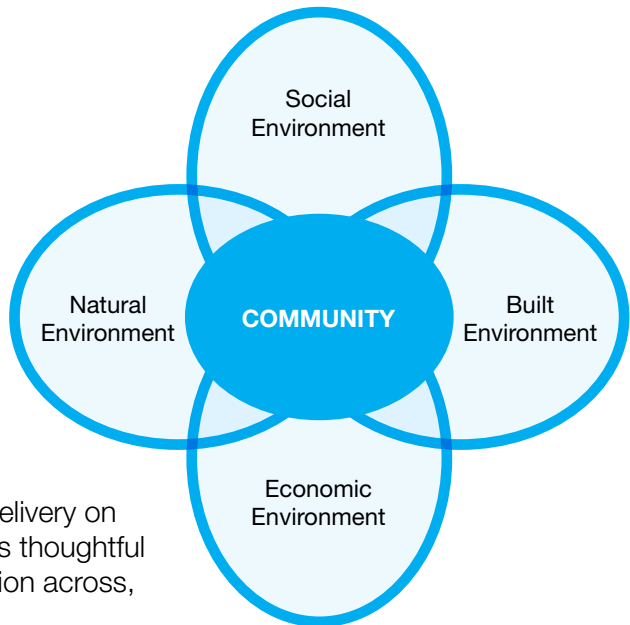 Social
Environment
Natural
Environment
COMMUNITY
Built
Environment
Economic
Environment
elivery on
s thoughtful
ion across,